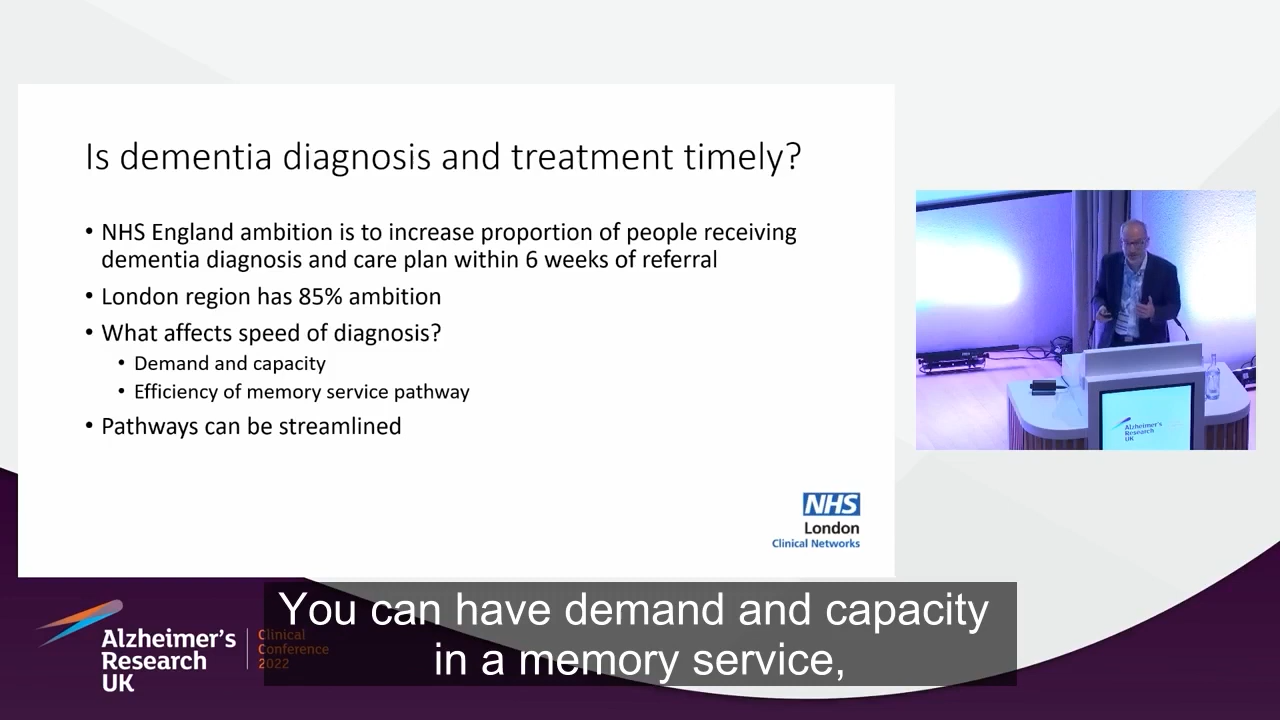 Is dementia diagnosis and treatment timely?
• NHS England ambition is to increase proportion of people receiving
dementia diagnosis and care plan within 6 weeks of referral
• London region has 85% ambition
• What affects speed of diagnosis?
• Demand and capacity
• Efficiency of memory service pathway
• Pathways can be streamlined
NHS
London
Clinical Networks
Alzheimer's
Research
UK
Alzheimer's
Research
UK
Clinical
Conference
2022
You can have demand and capacity
in a memory service,